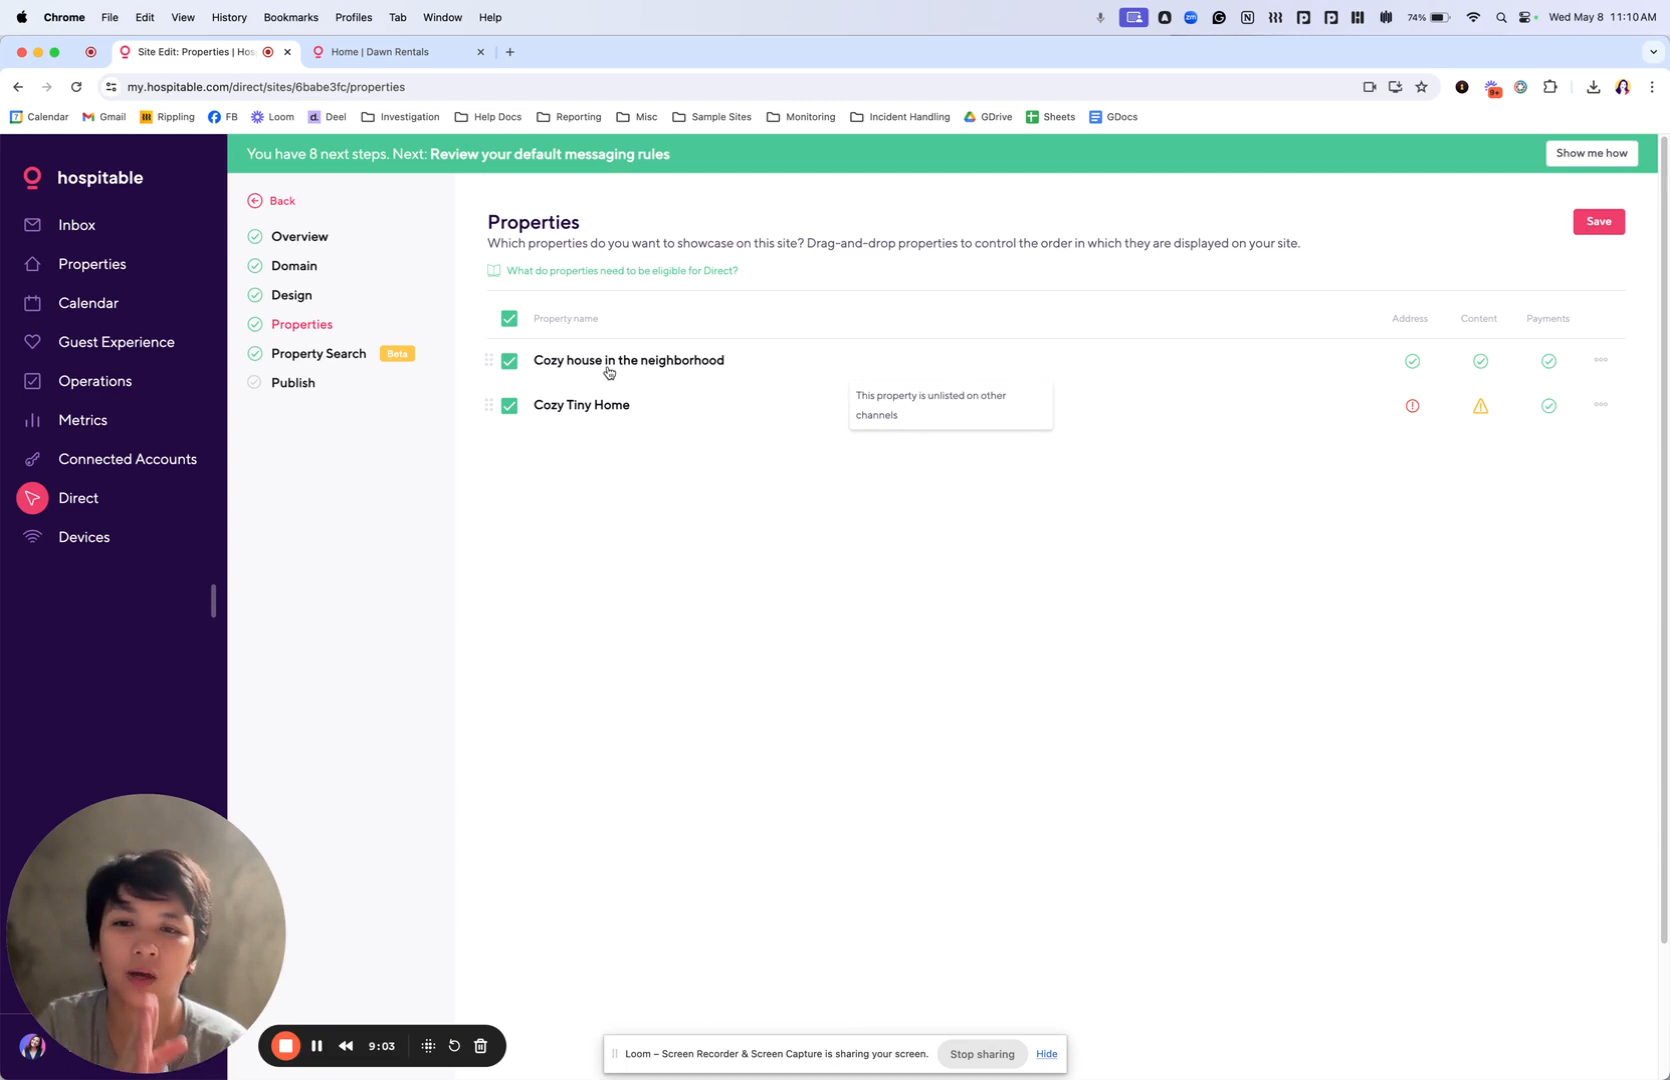 Chrome File Edit View History Bookmarks Profiles Tab Window Help
74% Wed May 8 11:10 AM
Site Edit: Properties | Hos
Home | Dawn Rentals
my.hospitable.com/direct/sites/6babe3fc/properties
9+
7 Calendar Gmail Rippling FB Loom d. Deel Investigation Help Docs Reporting Misc Sample Sites Monitoring Incident Handling GDrive Sheets GDocs
hospitable
Inbox
Properties
Calendar
Guest Experience
Operations
Metrics
Connected Accounts
Direct
Devices
You have 8 next steps. Next: Review your default messaging rules
Show me how
Back
Overview
Domain
Design
Properties
Property Search Beta
Publish
Properties
Save
Which properties do you want to showcase on this site? Drag-and-drop properties to control the order in which they are displayed on your site.
What do properties need to be eligible for Direct?
Property name Address Content Payments
Cozy house in the neighborhood
This property is unlisted on other
channels
Cozy Tiny Home
9:03
Loom – Screen Recorder & Screen Capture is sharing your screen. Stop sharing Hide